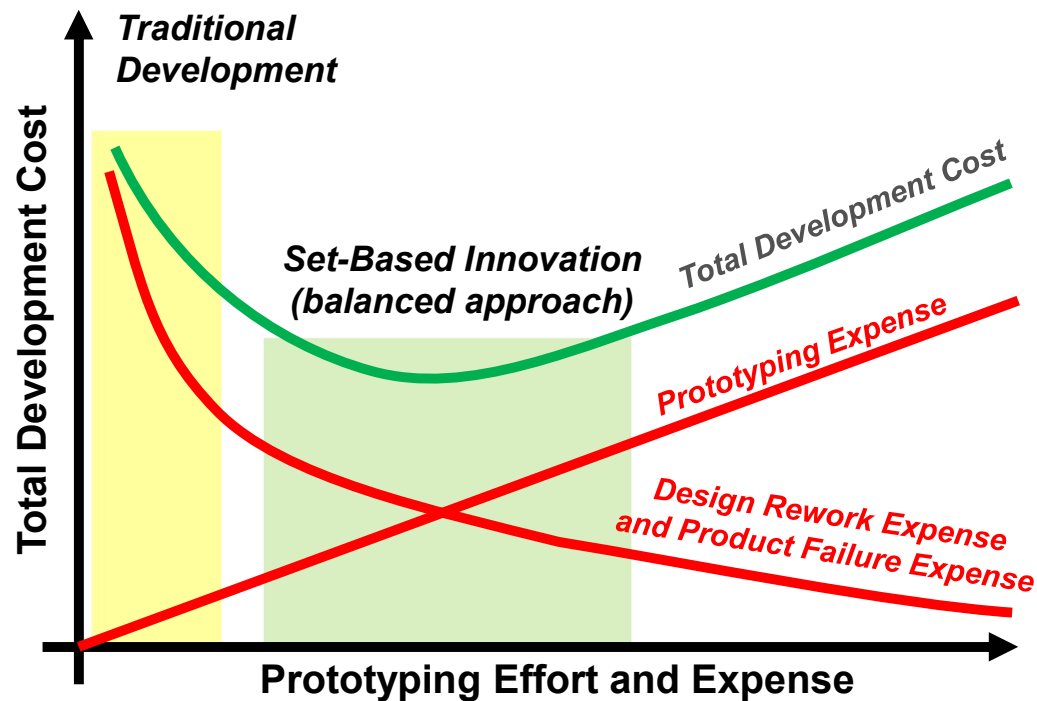 Traditional
Development
Total Development Cost
Set-Based Innovation
(balanced approach)
Total Development Cost
Prototyping Expense
Design Rework Expense
and Product Failure Expense
Prototyping Effort and Expense